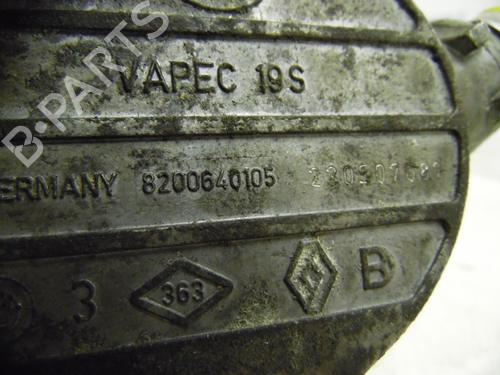 VAPEC 19S
ERMANY 8200640105
3 363 B
B-PARTS